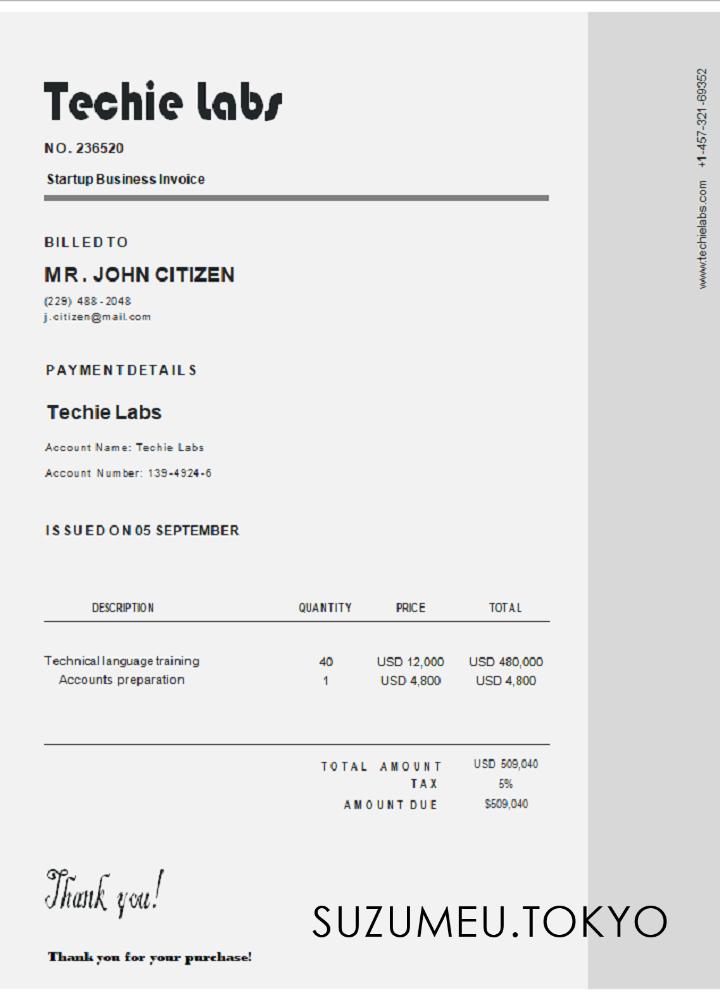 Techie Labs
NO. 236520
Startup Business Invoice
BILLED TO
MR. JOHN CITIZEN
(229) 488-2048
j.citizen@mail.com
PAYMENT DETAILS
Techie Labs
Account Name: Techie Labs
Account Number: 139-4924-6
ISSUED ON 05 SEPTEMBER
DESCRIPTION QUANTITY PRICE TOTAL
Technical language training 40 USD 12,000 USD 480,000
Accounts preparation 1 USD 4,800 USD 4,800
TOTAL AMOUNT USD 509,040
TAX 5%
AMOUNT DUE $509,040
Thank you!
Thank you for your purchase!
www.techielabs.com +1-457-321-69352
SUZUMEU.TOKYO